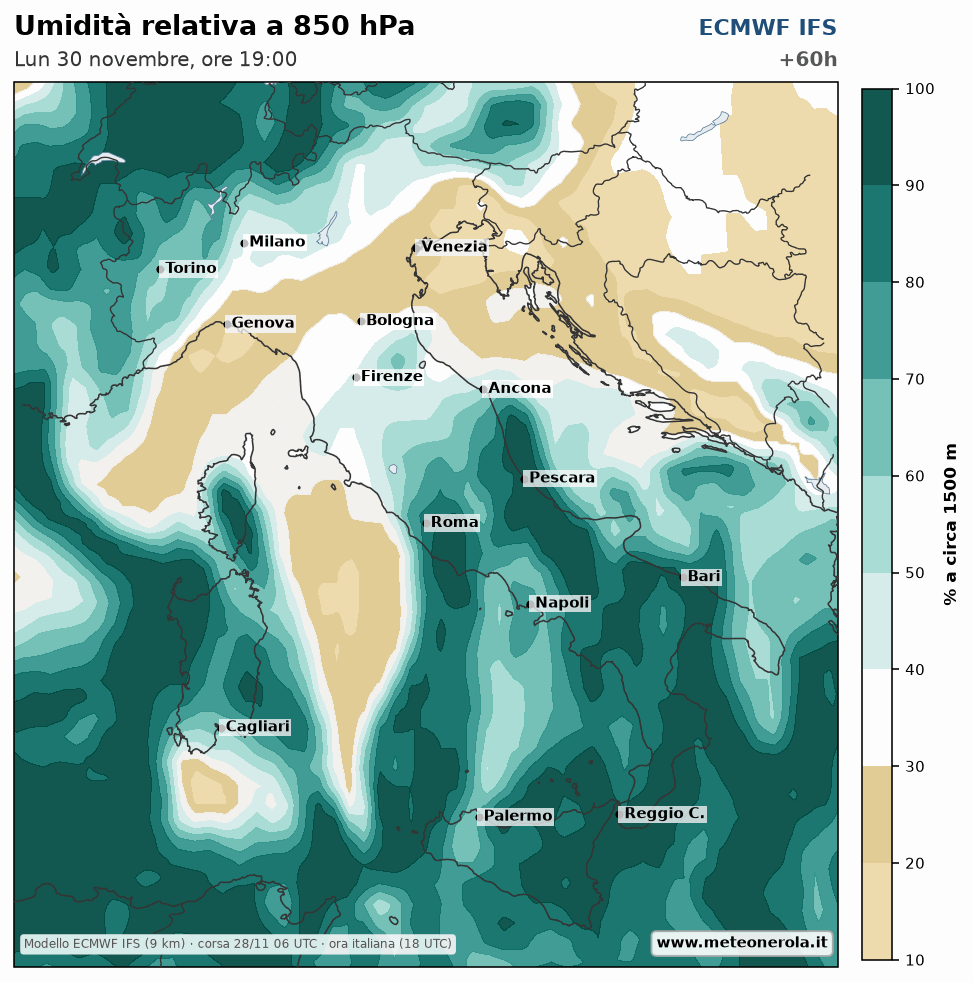 Umidità relativa a 850 hPa
ECMWF IFS
Lun 30 novembre, ore 19:00
+60h
100
90
80
70
60
50
40
30
20
10
% a circa 1500 m
Milano
Venezia
Torino
Genova
Bologna
Firenze
Ancona
Pescara
Roma
Bari
Napoli
Cagliari
Palermo
Reggio C.
Modello ECMWF IFS (9 km) · corsa 28/11 06 UTC · ora italiana (18 UTC)
www.meteonerola.it